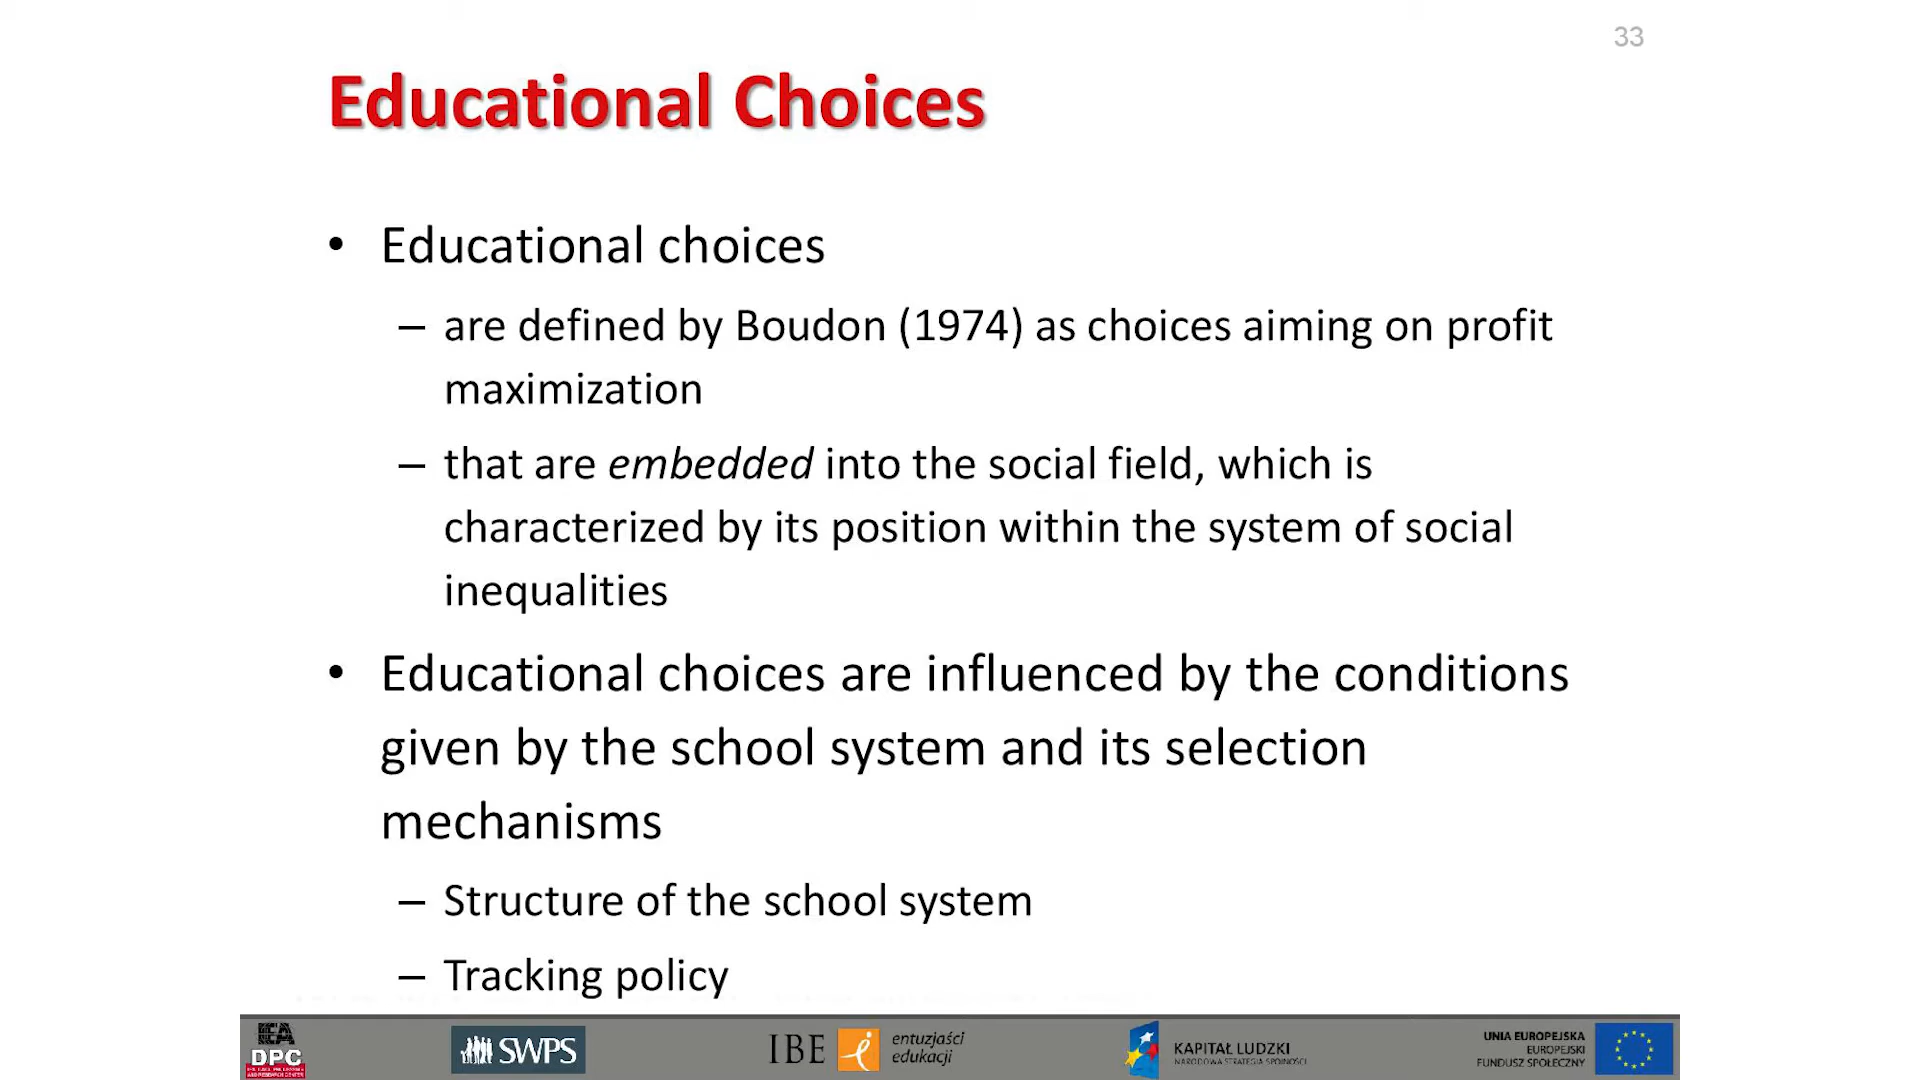 33
Educational Choices
• Educational choices
– are defined by Boudon (1974) as choices aiming on profit
maximization
– that are embedded into the social field, which is
characterized by its position within the system of social
inequalities
• Educational choices are influenced by the conditions
given by the school system and its selection
mechanisms
– Structure of the school system
– Tracking policy
IEA
DPC
SWPS
IBE
entuzjaści
edukacji
KAPITAŁ LUDZKI
NARODOWA STRATEGIA SPÓJNOŚCI
UNIA EUROPEJSKA
EUROPEJSKI
FUNDUSZ SPOŁECZNY